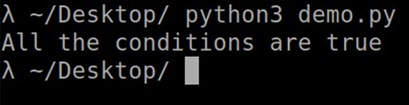 λ ~/Desktop/ python3 demo.py
All the conditions are true
λ ~/Desktop/